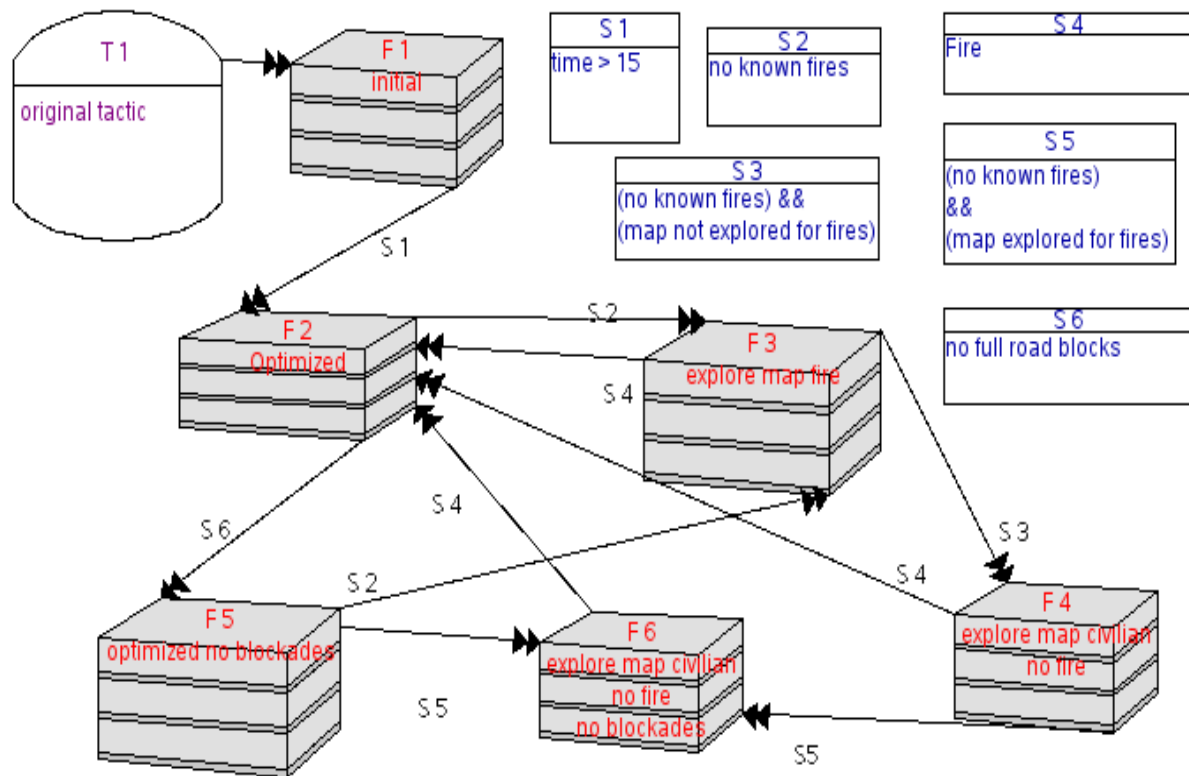 T 1
original tactic
F 1
initial
S 1
time > 15
S 2
no known fires
S 4
Fire
S 3
(no known fires) &&
(map not explored for fires)
S 5
(no known fires)
&&
(map explored for fires)
S 6
no full road blocks
S 1
F 2
Optimized
S 2
F 3
explore map fire
S 4
S 4
S 6
S 2
S 3
S 4
F 5
optimized no blockades
F 6
explore map civilian
no fire
no blockades
F 4
explore map civilian
no fire
S 5
S5